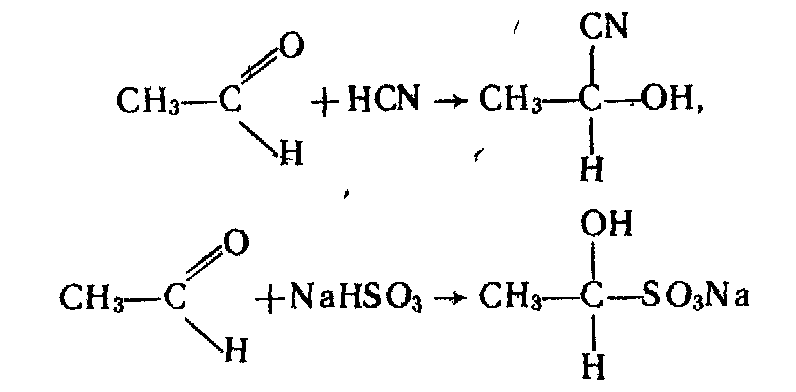 CN
O
CH₃—C + HCN → CH₃—C—OH,
H
H
OH
O
CH₃—C + NaHSO₃ → CH₃—C—SO₃Na
H
H